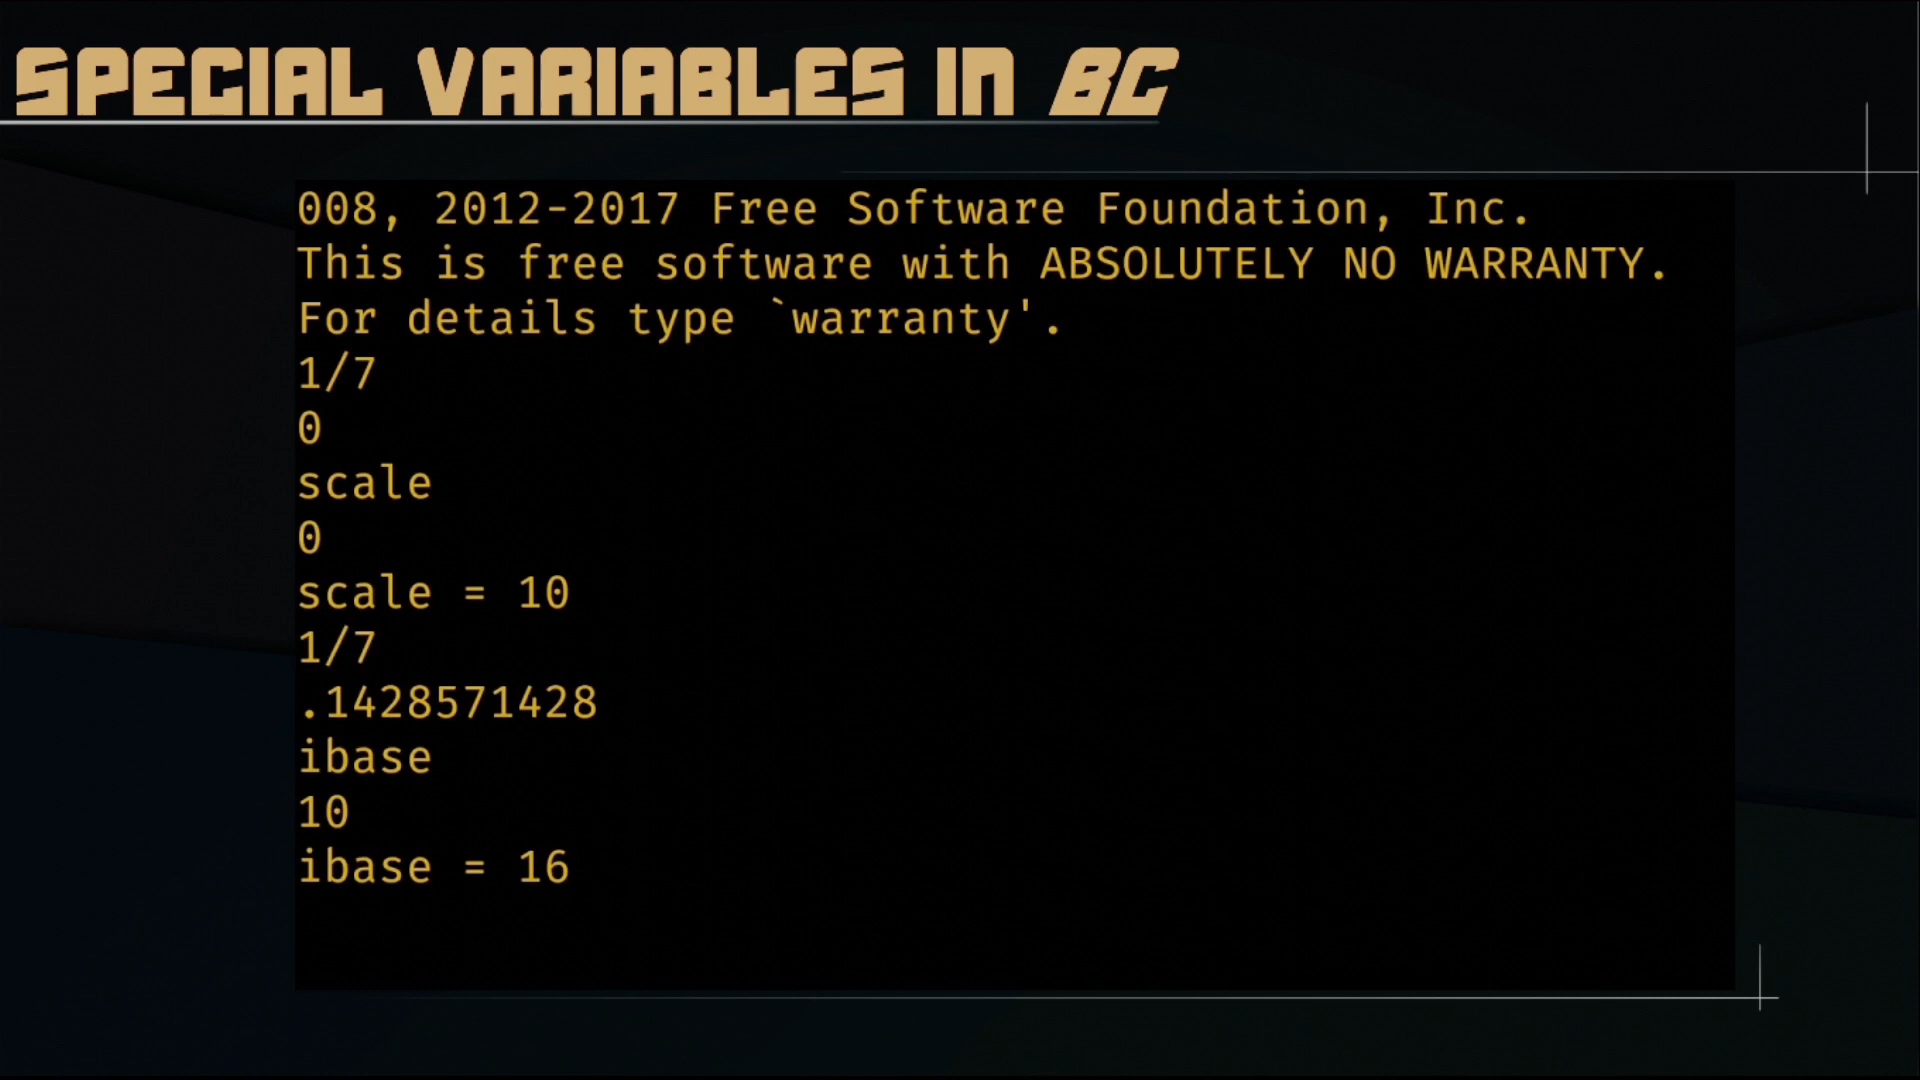 SPECIAL VARIABLES IN BC
008, 2012-2017 Free Software Foundation, Inc.
This is free software with ABSOLUTELY NO WARRANTY.
For details type `warranty'.
1/7
0
scale
0
scale = 10
1/7
.1428571428
ibase
10
ibase = 16